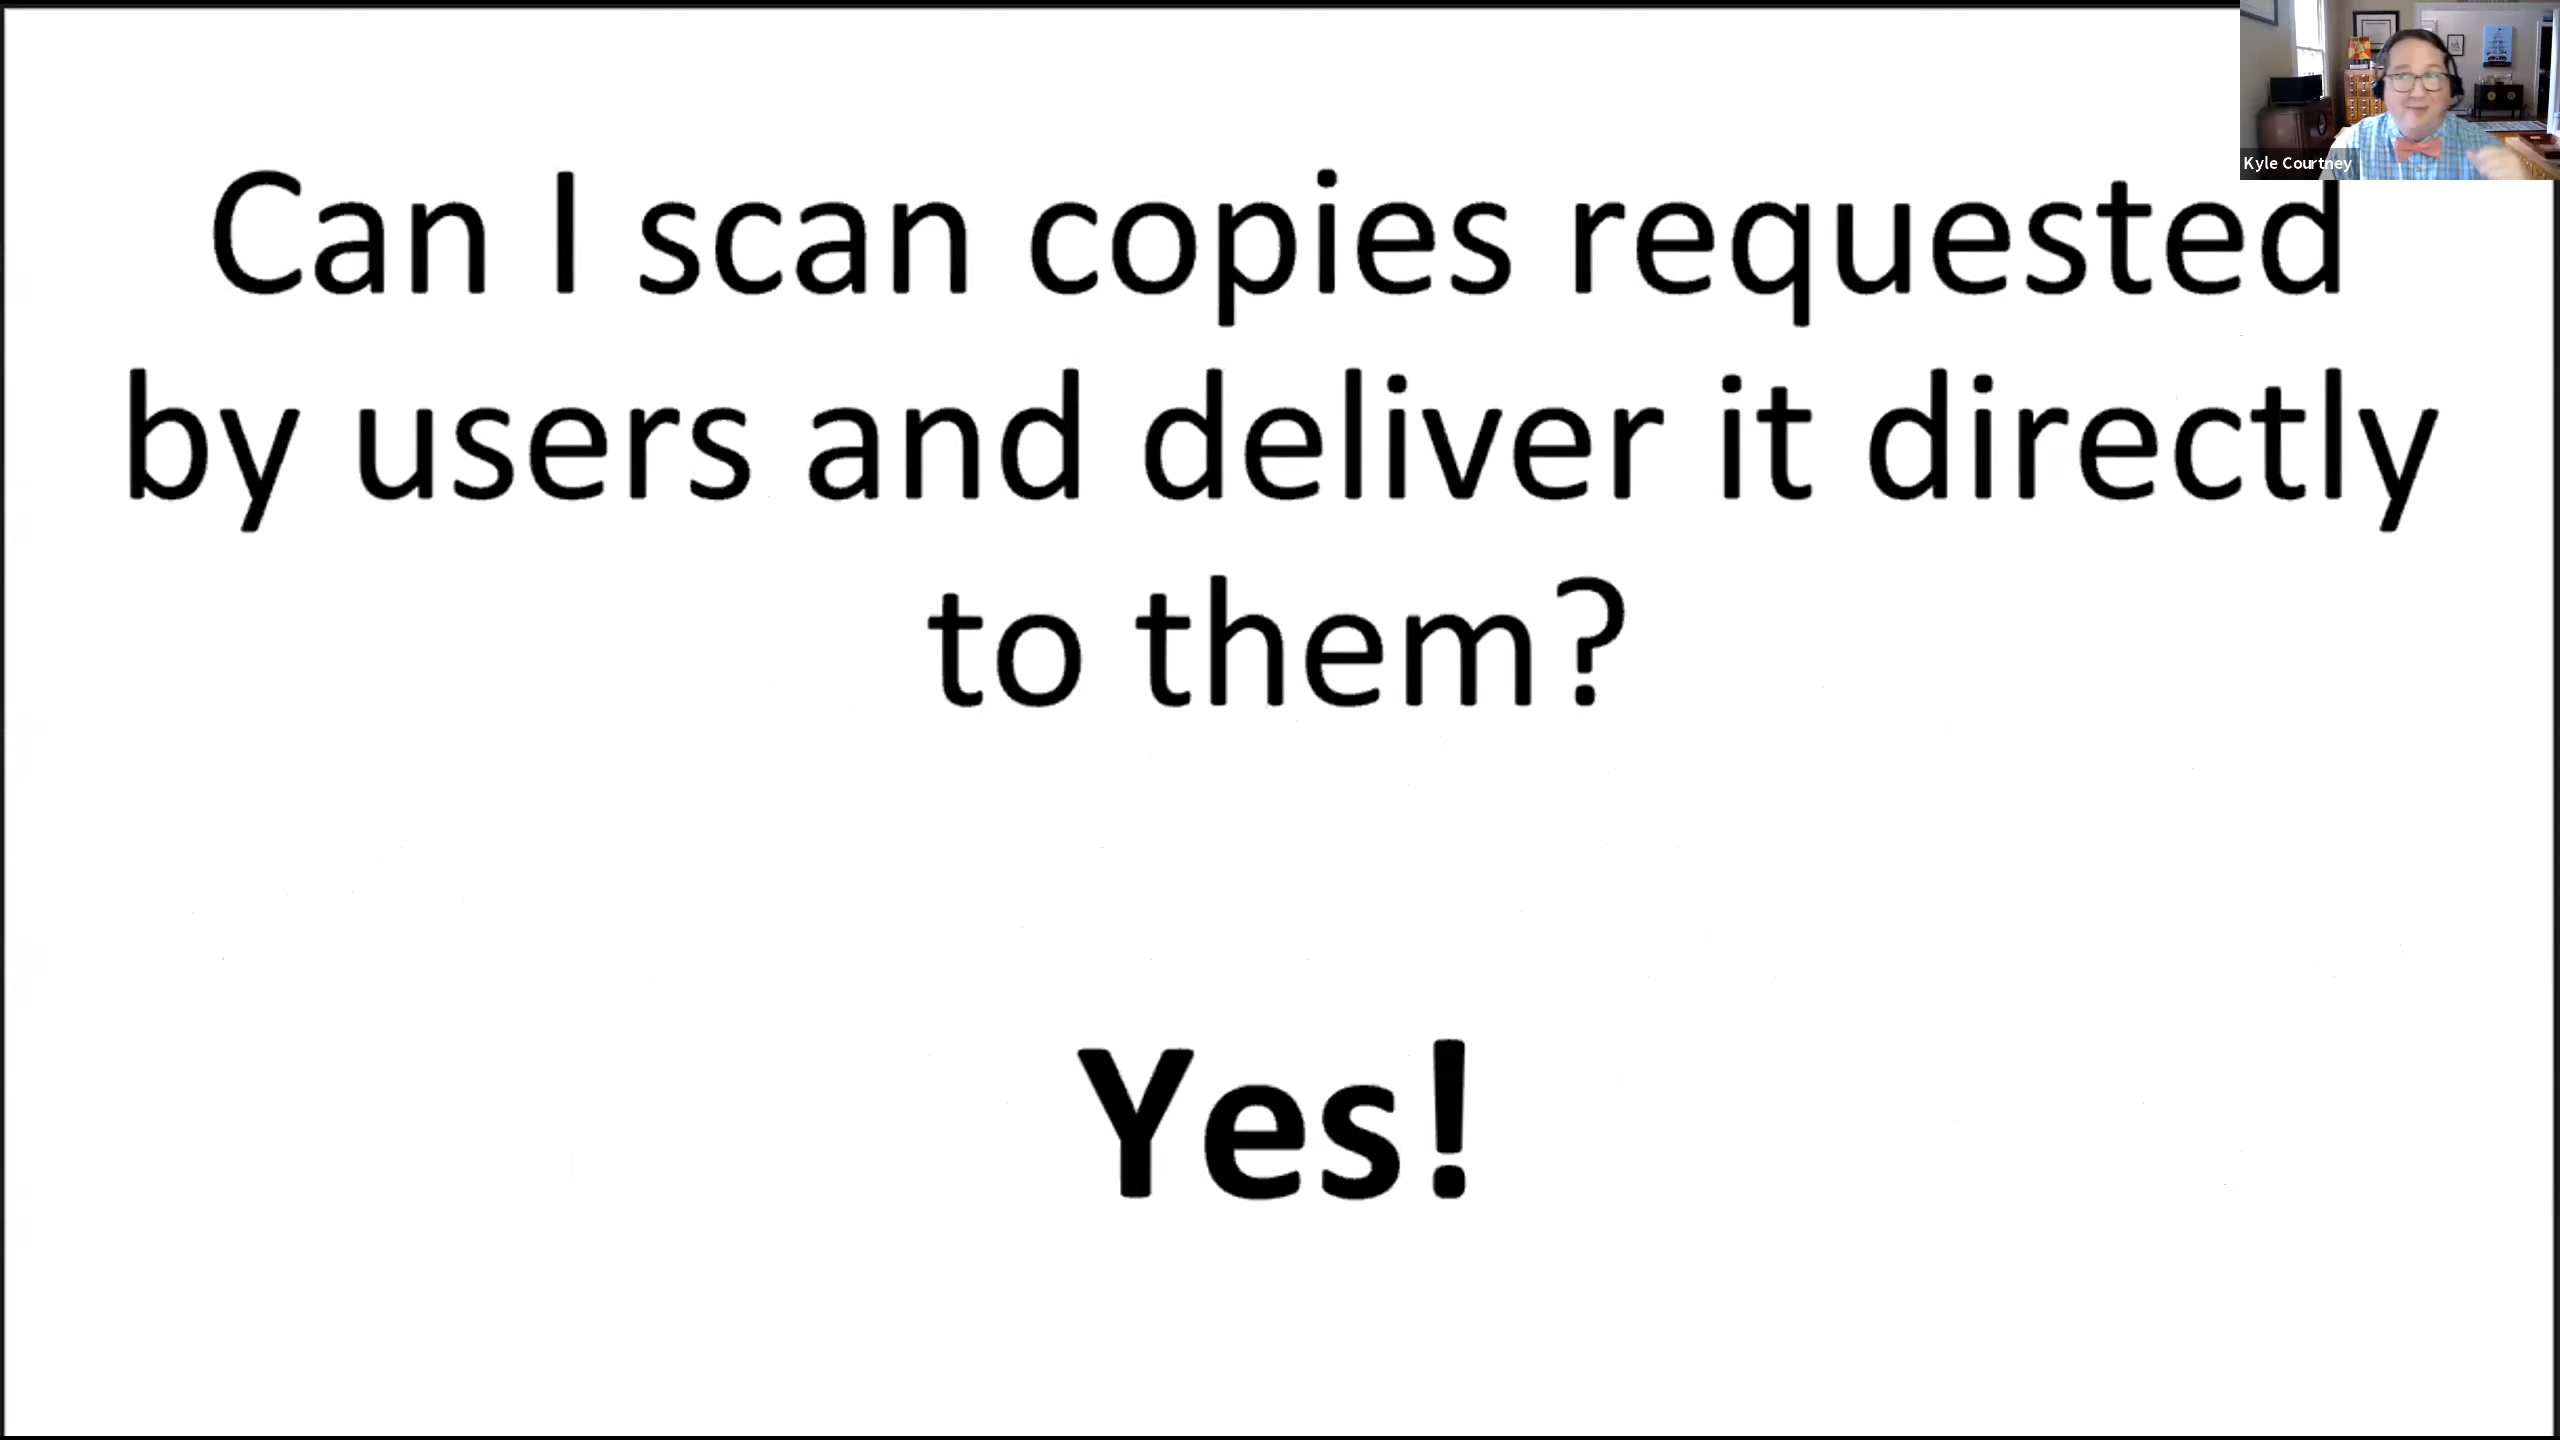 Can I scan copies requested
by users and deliver it directly
to them?
Yes!
Kyle Courtney